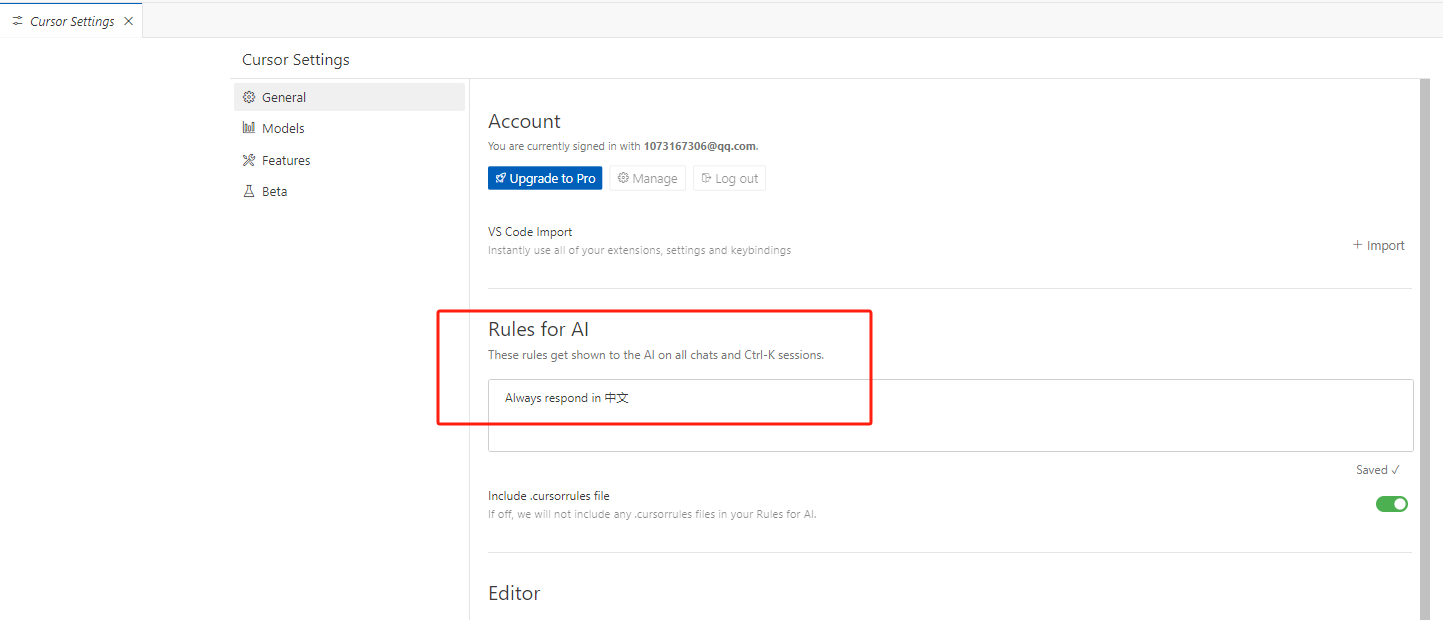 Cursor Settings
Cursor Settings
General
Models
Features
Beta
Account
You are currently signed in with 1073167306@qq.com.
Upgrade to Pro
Manage
Log out
VS Code Import
Instantly use all of your extensions, settings and keybindings
+ Import
Rules for AI
These rules get shown to the AI on all chats and Ctrl-K sessions.
Always respond in 中文
Saved ✓
Include .cursorrules file
If off, we will not include any .cursorrules files in your Rules for AI.
Editor